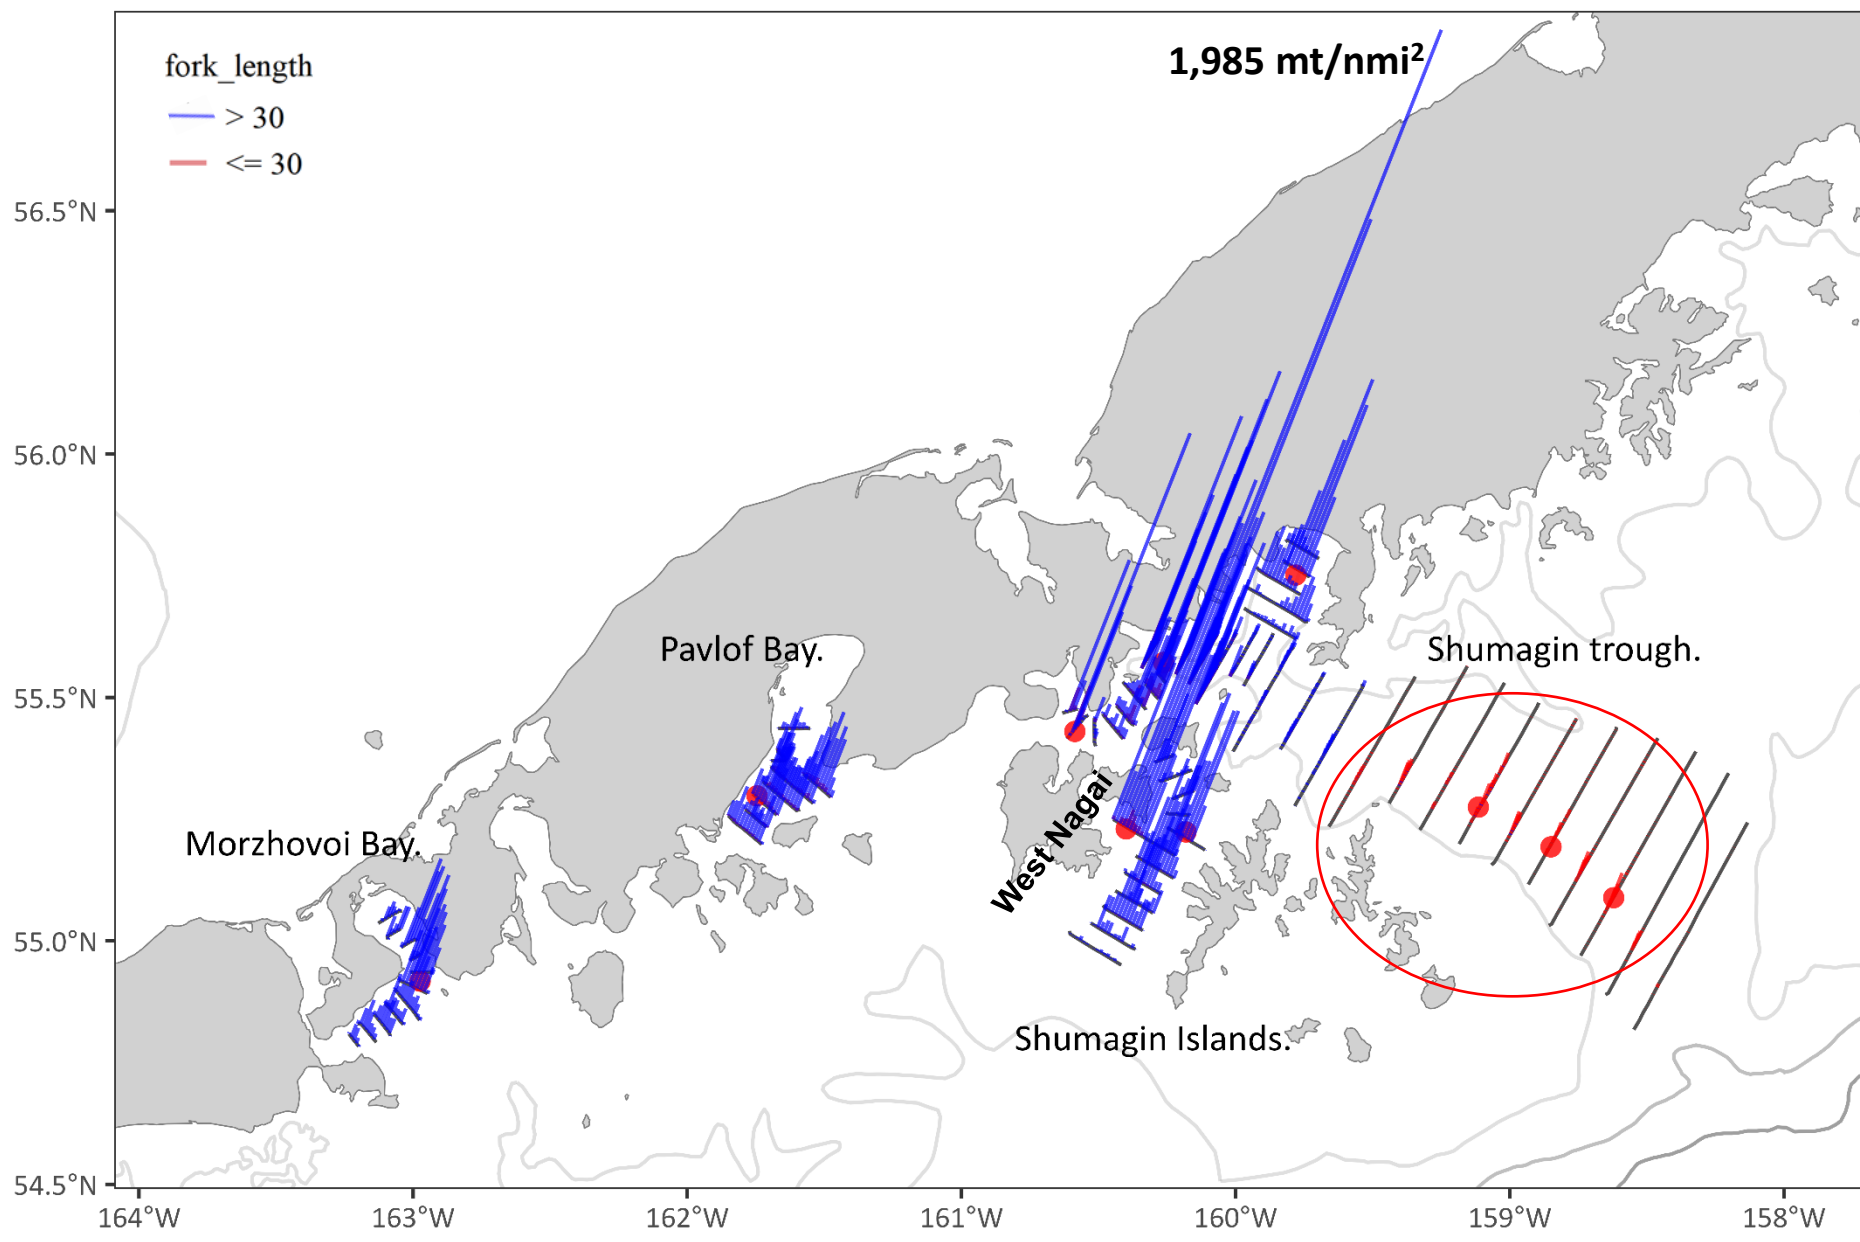 1,985 mt/nmi²
fork_length
> 30
<= 30
56.5°N
56.0°N
55.5°N
55.0°N
54.5°N
Pavlof Bay.
Shumagin trough.
Morzhovoi Bay.
West Nagai
Shumagin Islands.
164°W
163°W
162°W
161°W
160°W
159°W
158°W